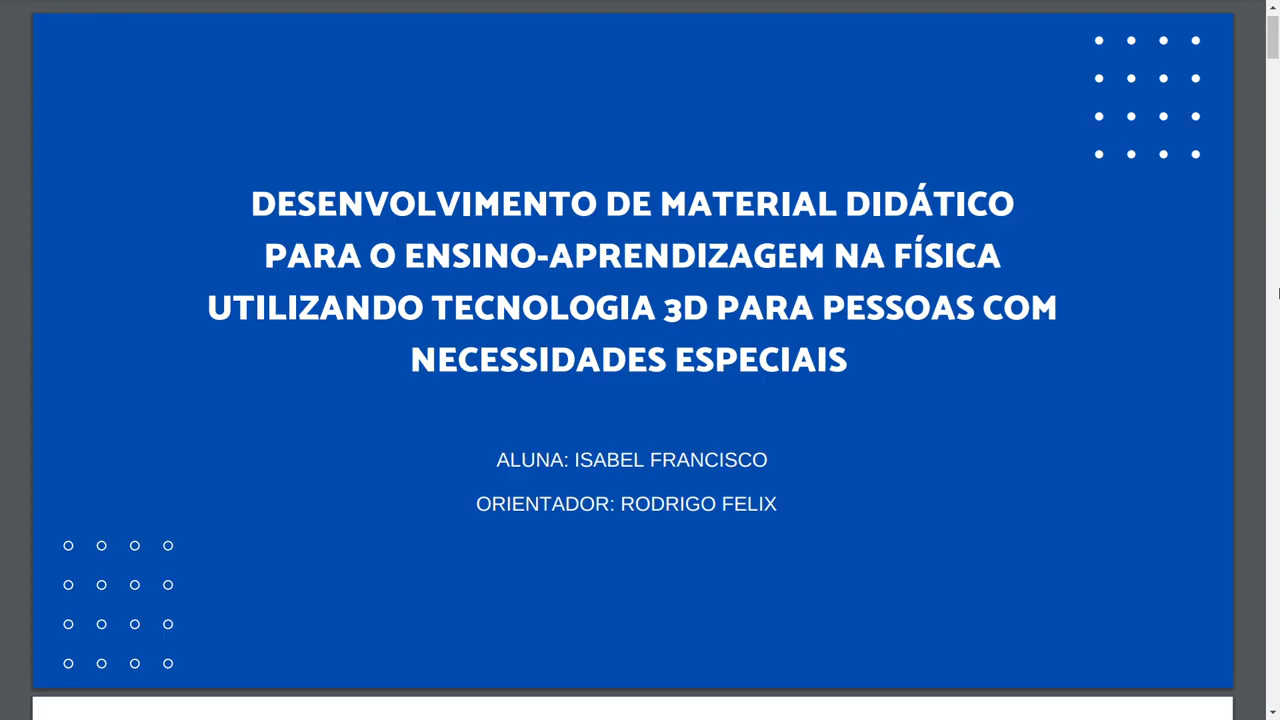 DESENVOLVIMENTO DE MATERIAL DIDÁTICO
PARA O ENSINO-APRENDIZAGEM NA FÍSICA
UTILIZANDO TECNOLOGIA 3D PARA PESSOAS COM
NECESSIDADES ESPECIAIS
ALUNA: ISABEL FRANCISCO
ORIENTADOR: RODRIGO FELIX